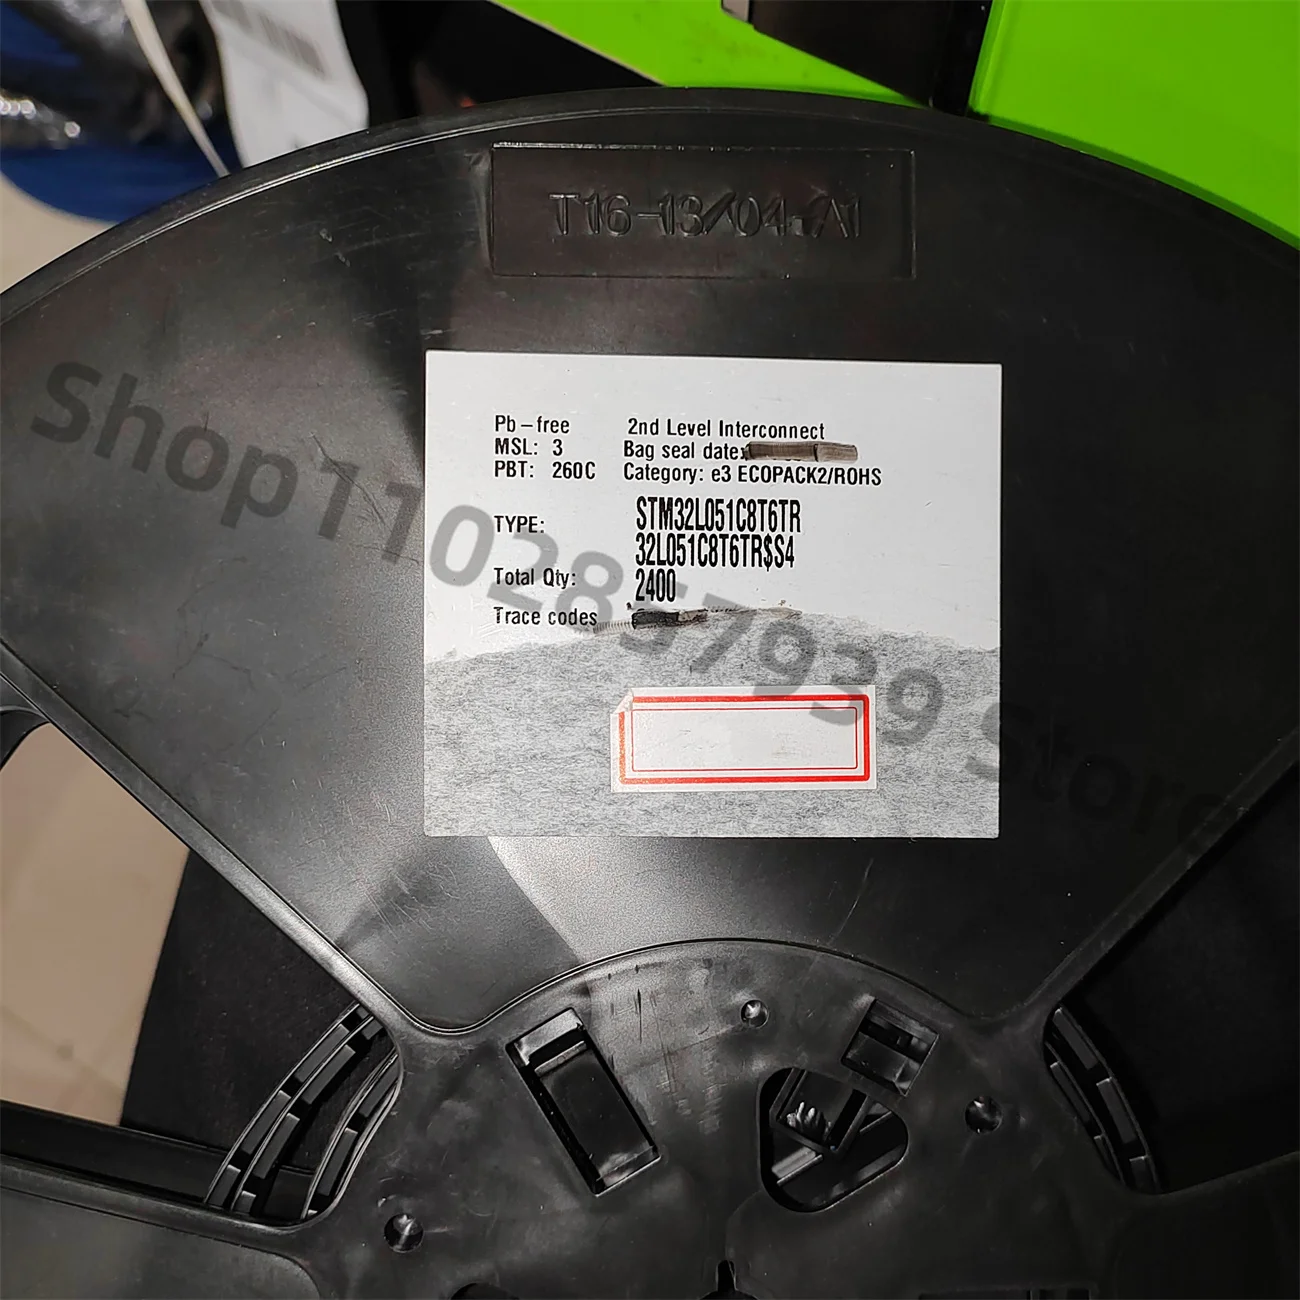 T16-13/04-A1
Pb-free 2nd Level Interconnect
MSL: 3 Bag seal date:
PBT: 260C Category: e3 ECOPACK2/ROHS
TYPE: STM32L051C8T6TR
32L051C8T6TR$S4
Total Qty: 2400
Trace codes
Shop1102857939 Store